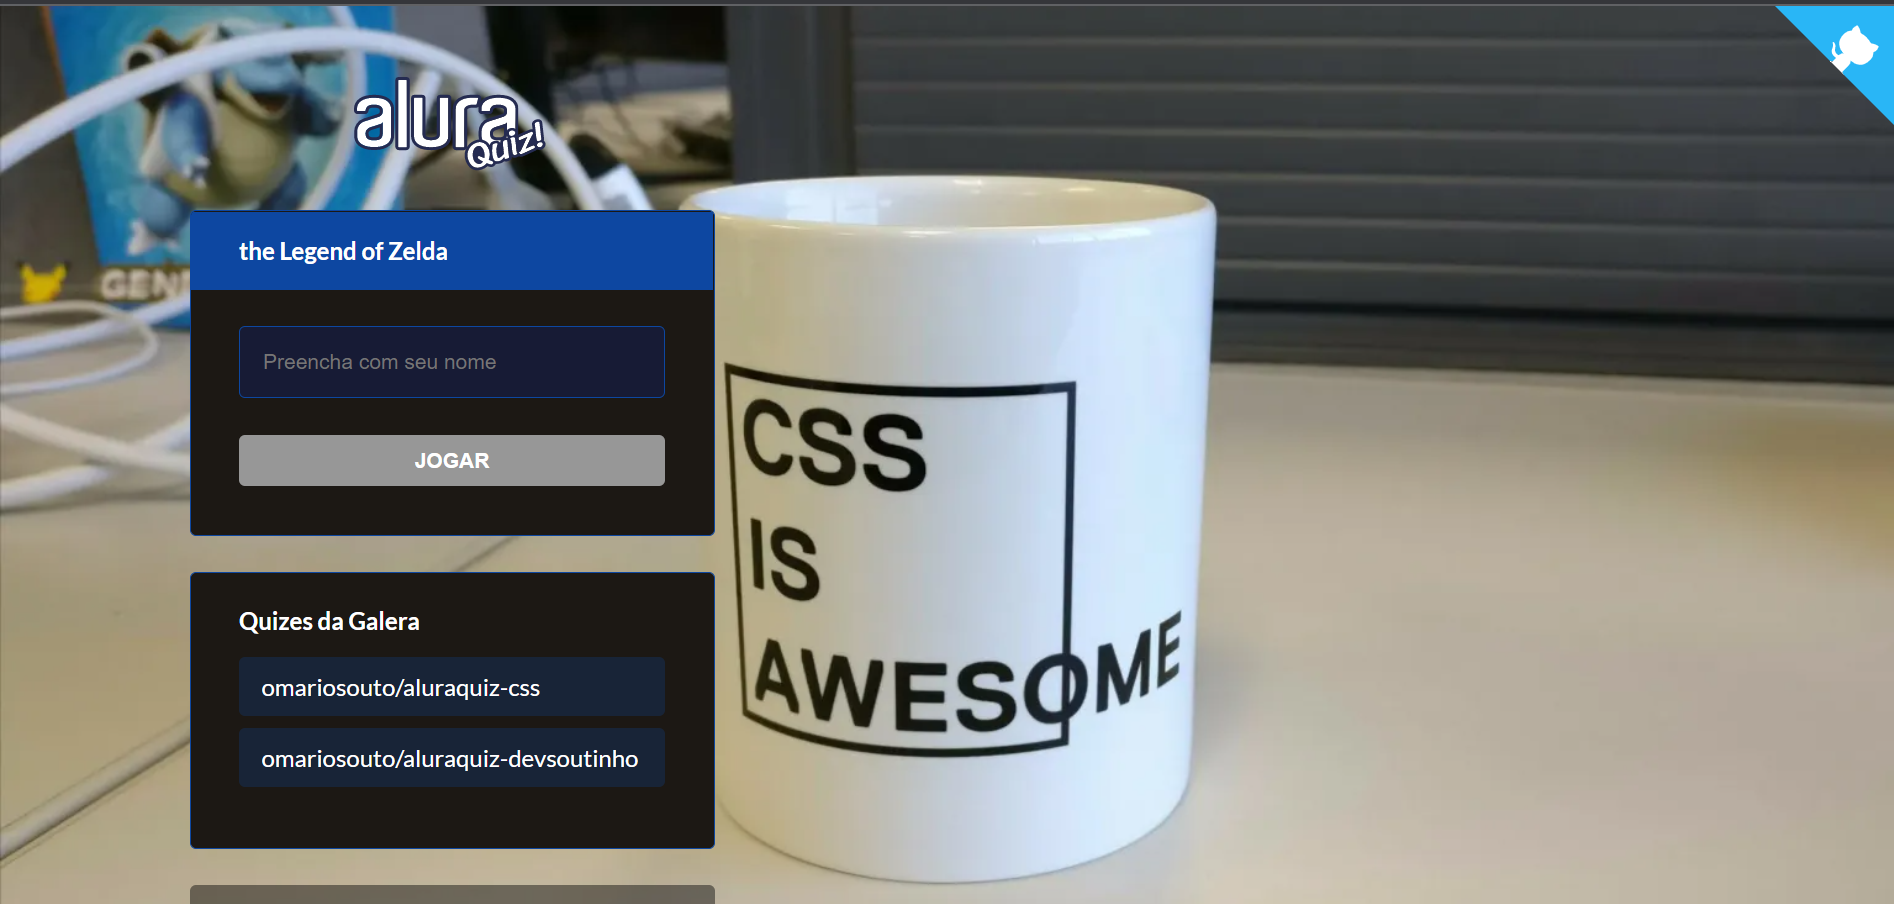 alura
Quiz!
the Legend of Zelda
GEN
Preencha com seu nome
JOGAR
Quizes da Galera
omariosouto/aluraquiz-css
omariosouto/aluraquiz-devsoutinho
CSS
IS
AWESOME